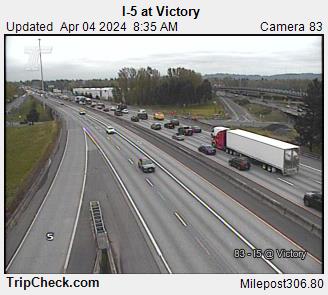 I-5 at Victory
Updated Apr 04 2024 8:35 AM Camera 83
S
83 - I5 @ Victory
TripCheck.com Milepost306.80